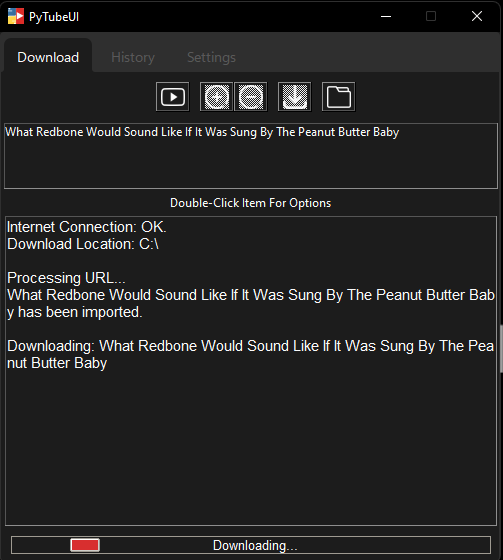 PyTubeUI
Download History Settings
What Redbone Would Sound Like If It Was Sung By The Peanut Butter Baby
Double-Click Item For Options
Internet Connection: OK.
Download Location: C:\
Processing URL...
What Redbone Would Sound Like If It Was Sung By The Peanut Butter Bab
y has been imported.
Downloading: What Redbone Would Sound Like If It Was Sung By The Pea
nut Butter Baby
Downloading...